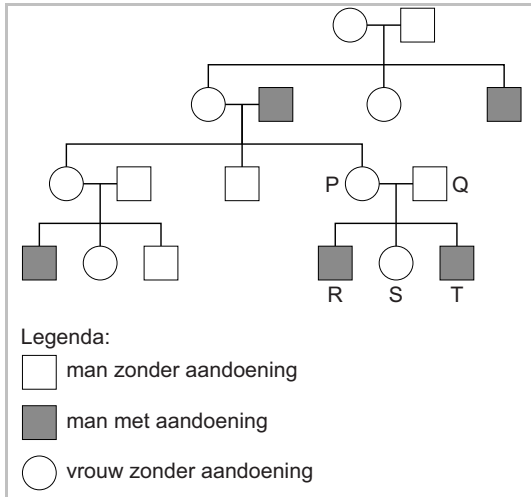 P Q
R S T
Legenda:
man zonder aandoening
man met aandoening
vrouw zonder aandoening